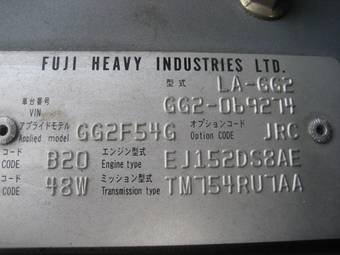 FUJI HEAVY INDUSTRIES LTD.
型式 LA-GG2
車台番号 VIN GG2-069274
アプライドモデル Applied model GG2F54G オプションコード Option code JRC
コード CODE B20 エンジン型式 Engine type EJ152DS8AE
コード CODE 48W ミッション型式 Transmission type TM754RU7AA